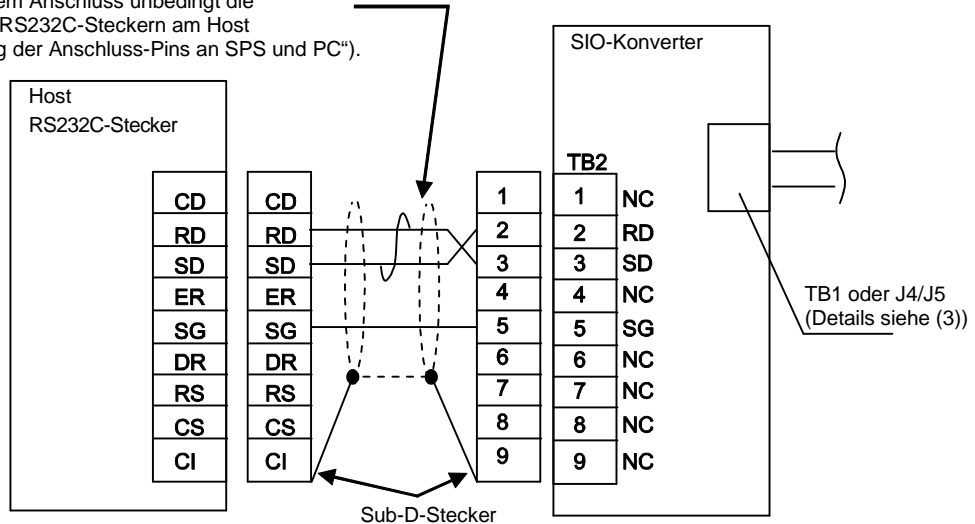 em Anschluss unbedingt die
RS232C-Steckern am Host
g der Anschluss-Pins an SPS und PC“).
SIO-Konverter
Host
RS232C-Stecker
TB2
CD CD 1 1 NC
RD RD 2 2 RD
SD SD 3 3 SD
ER ER 4 4 NC
SG SG 5 5 SG
DR DR 6 6 NC
RS RS 7 7 NC
CS CS 8 8 NC
CI CI 9 9 NC
TB1 oder J4/J5
(Details siehe (3))
Sub-D-Stecker